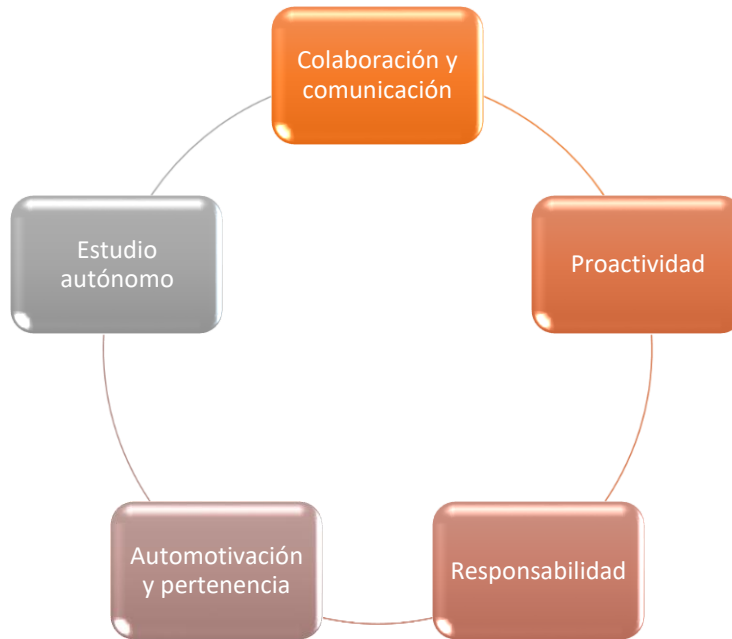 Colaboración y
comunicación
Proactividad
Responsabilidad
Automotivación
y pertenencia
Estudio
autónomo